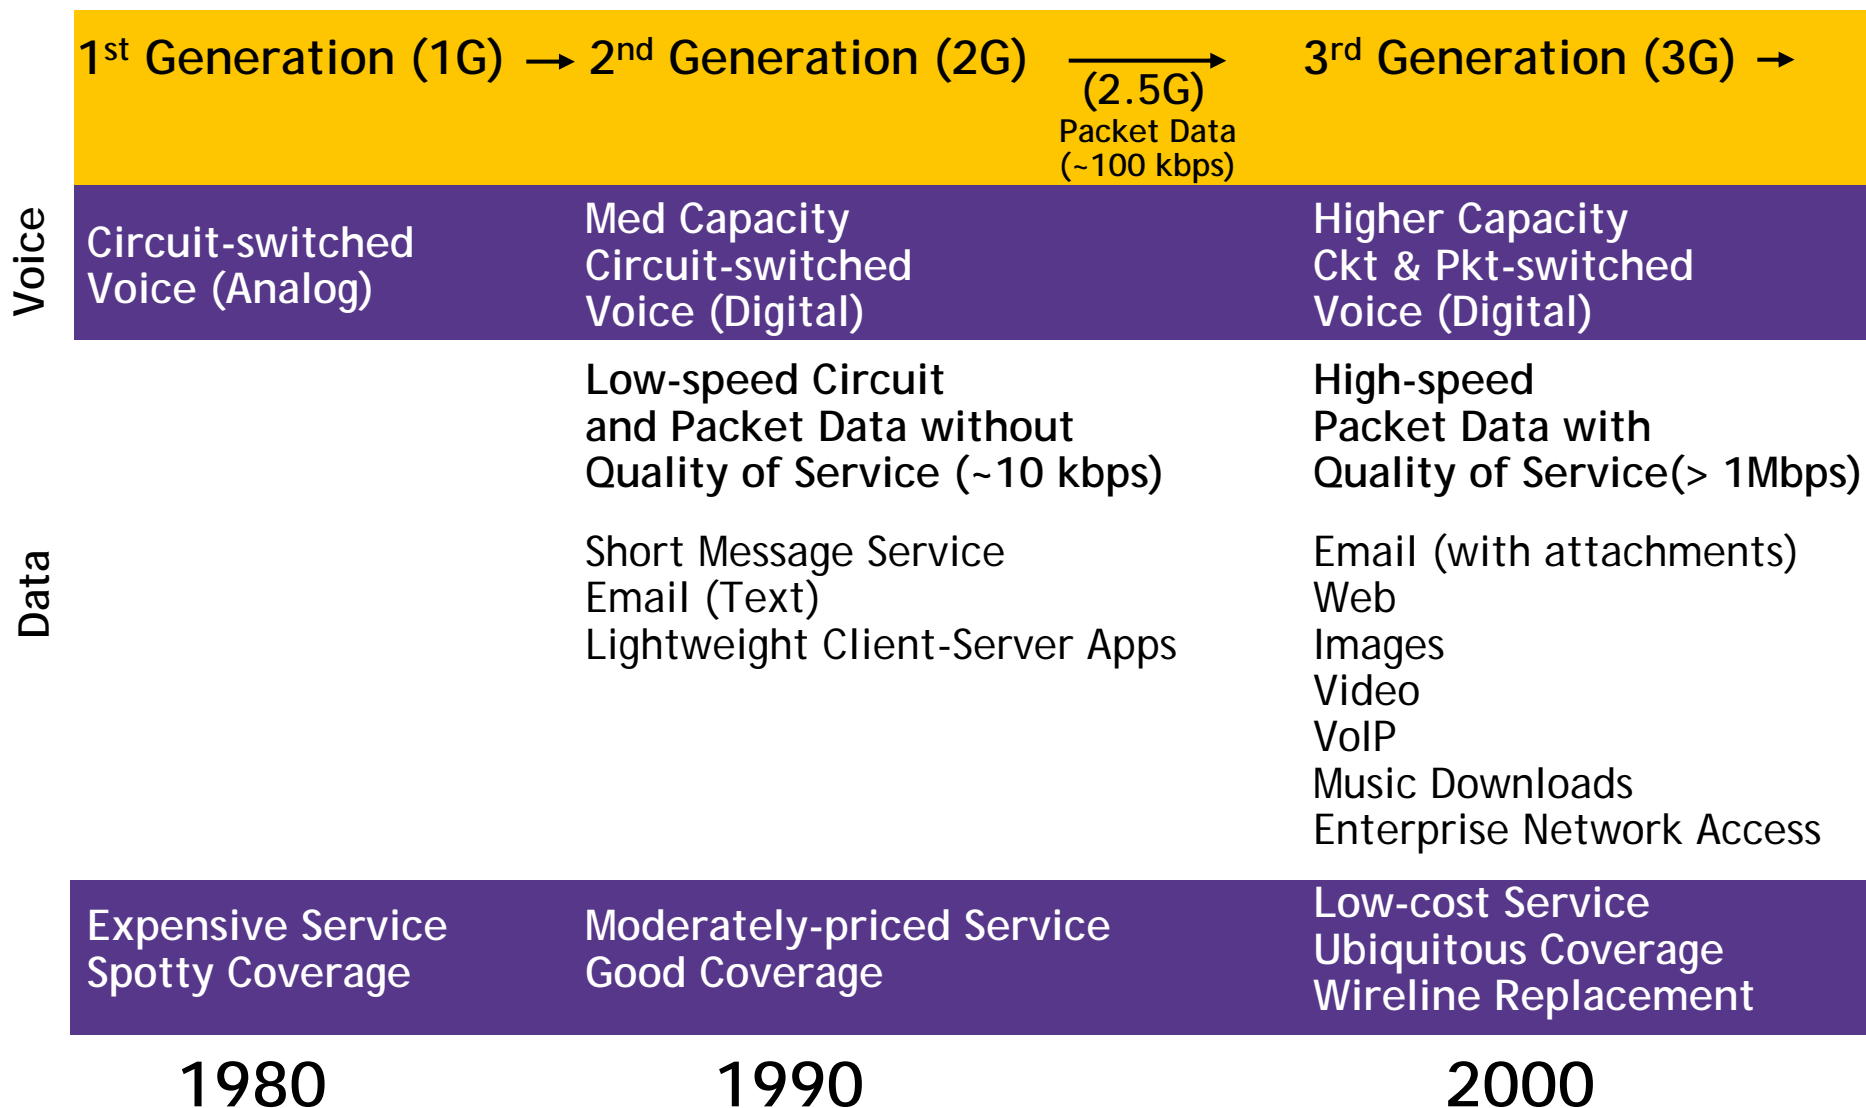 1st Generation (1G) → 2nd Generation (2G) → 3rd Generation (3G) →
(2.5G)
Packet Data
(~100 kbps)
Voice
Circuit-switched
Voice (Analog)
Med Capacity
Circuit-switched
Voice (Digital)
Higher Capacity
Ckt & Pkt-switched
Voice (Digital)
Data
Low-speed Circuit
and Packet Data without
Quality of Service (~10 kbps)
Short Message Service
Email (Text)
Lightweight Client-Server Apps
High-speed
Packet Data with
Quality of Service(> 1Mbps)
Email (with attachments)
Web
Images
Video
VoIP
Music Downloads
Enterprise Network Access
Expensive Service
Spotty Coverage
Moderately-priced Service
Good Coverage
Low-cost Service
Ubiquitous Coverage
Wireline Replacement
1980
1990
2000